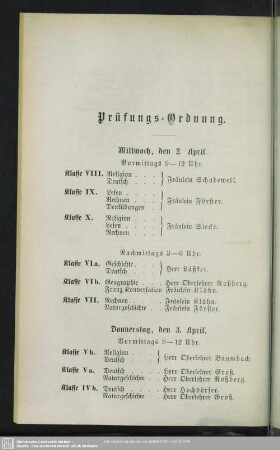 Prüfungs-Ordnung.
Mittwoch, den 2. April.
Vormittags 9—12 Uhr.
Klasse VIII. Religion . . . .
Deutsch . . . . } Fräulein Schadewell.
Klasse IX. Lesen . . . .
Rechnen . . . . } Fräulein Förster.
Denkübungen . . .
Klasse X. Religion . . . .
Lesen . . . . } Fräulein Siecke.
Rechnen . . . .
Nachmittags 3—6 Uhr.
Klasse VIa. Geschichte . . . .
Deutsch . . . . } Herr
Klasse VIb. Geographie . . . Herr Oberlehrer Roßberg.
Franz. Konversation Fräulein Klähn.
Klasse VII. Rechnen . . . . Fräulein Klähn.
Naturgeschichte . . Fräulein Förster.
Donnerstag, den 3. April.
Vormittags 9—12 Uhr.
Klasse Vb. Religion . . . .
Deutsch . . . . } Herr Oberlehrer Baumbach.
Klasse Va. Deutsch . . . . Herr Oberlehrer Groß.
Naturgeschichte . . Herr Oberlehrer Roßberg.
Klasse IVb. Deutsch . . . . Herr Hochdörfer.
Naturgeschichte . . Herr Oberlehrer Groß.